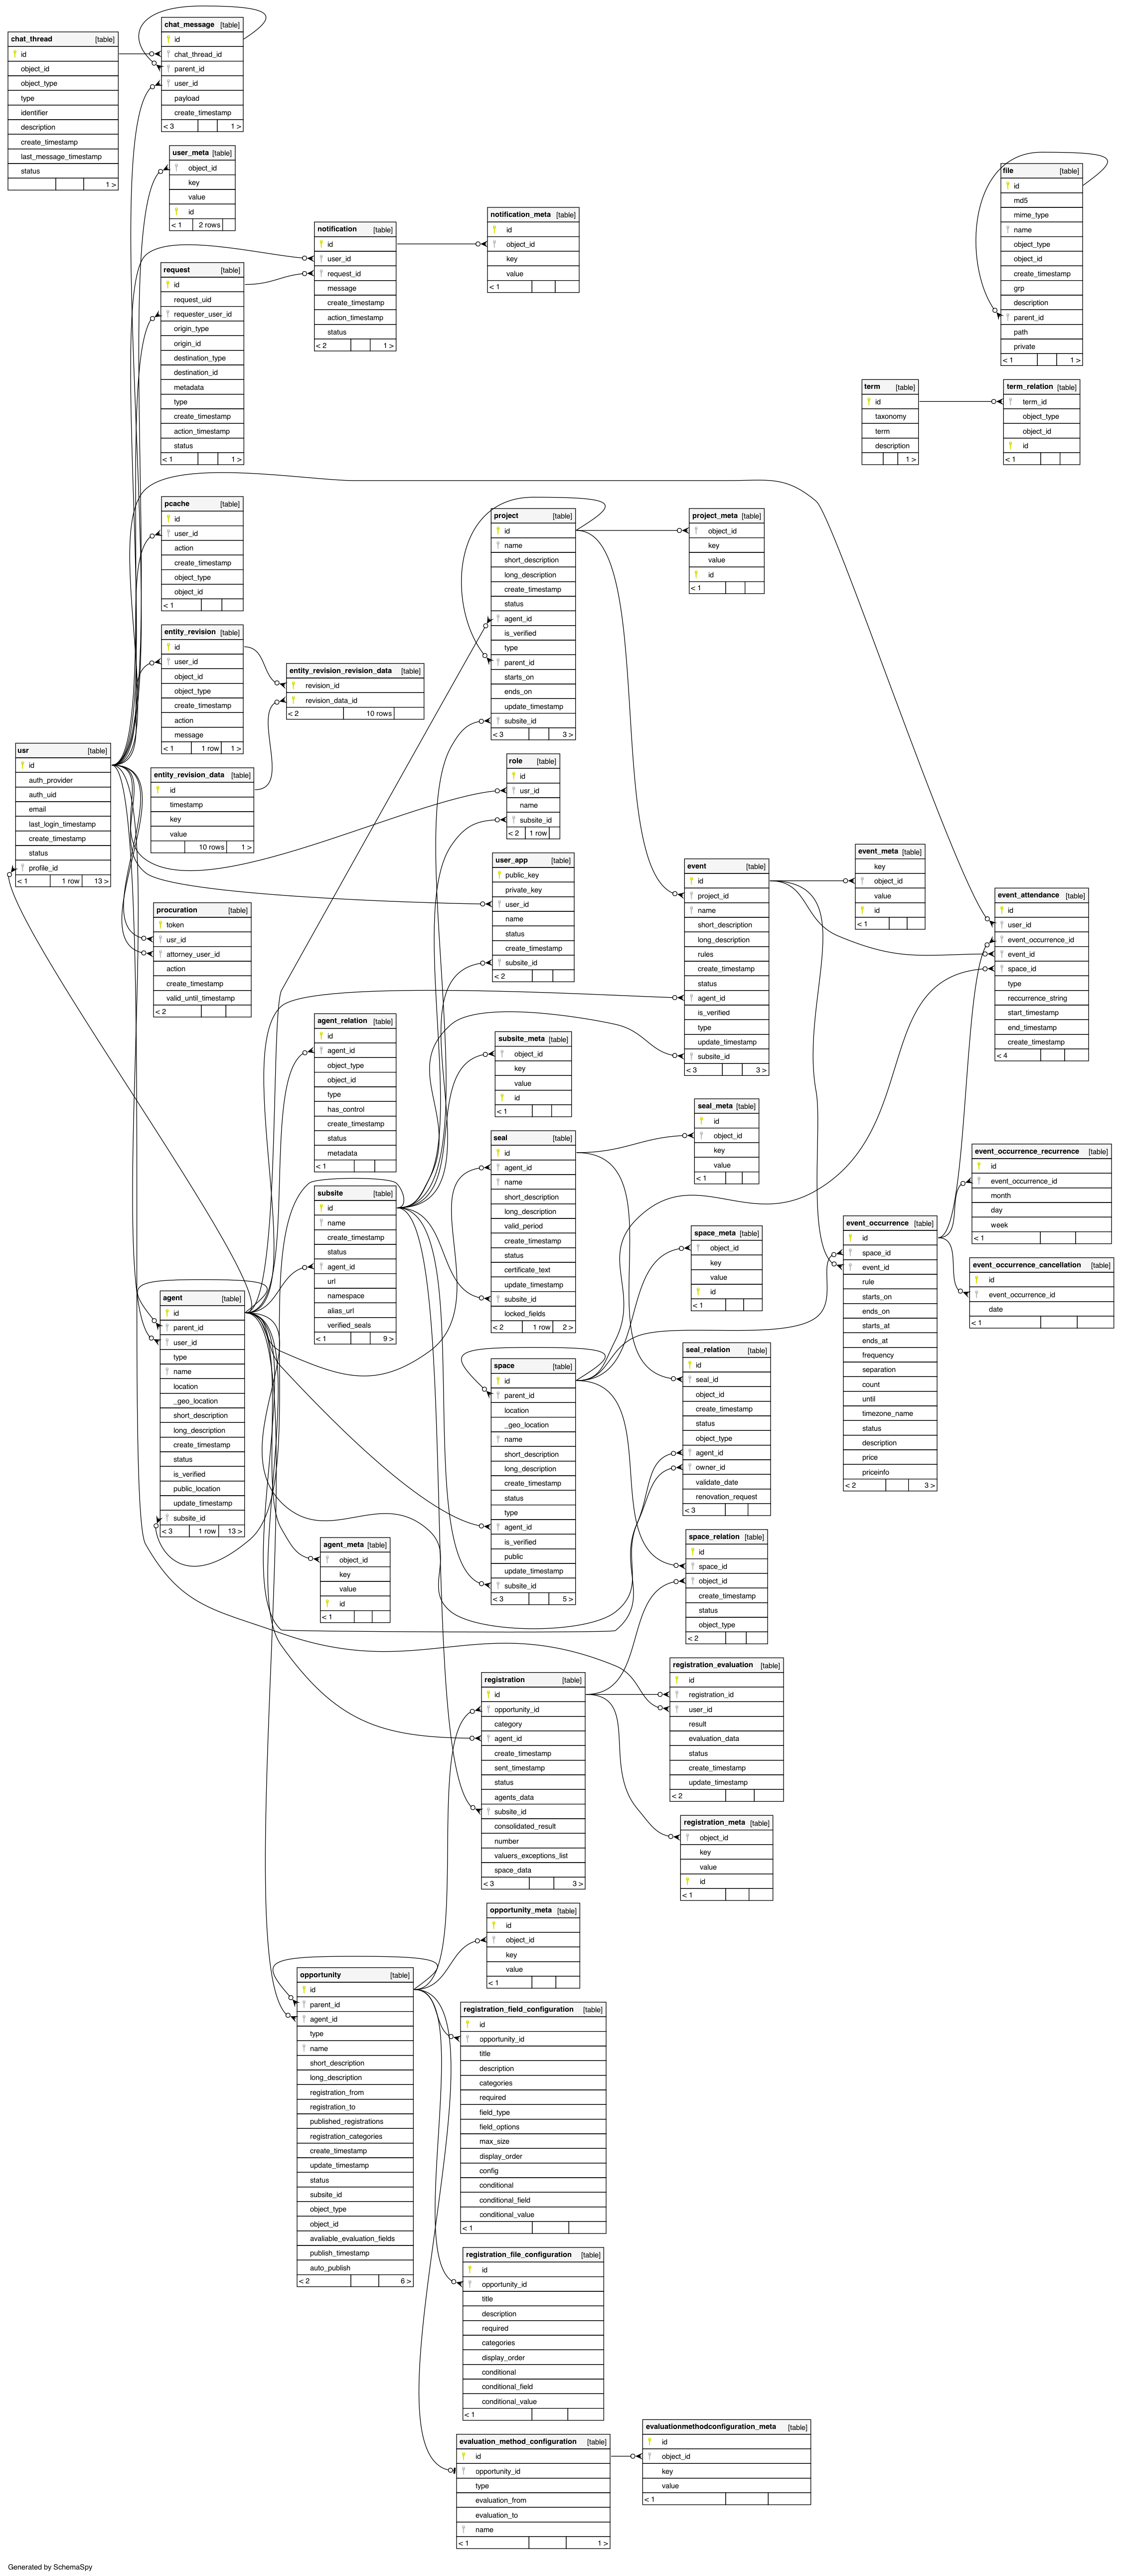 chat_thread [table]
id
object_id
object_type
type
identifier
description
create_timestamp
last_message_timestamp
status
1 >
chat_message [table]
id
chat_thread_id
parent_id
user_id
payload
create_timestamp
< 3 1 >
user_meta [table]
object_id
key
value
id
< 1 2 rows
notification [table]
id
user_id
request_id
message
create_timestamp
action_timestamp
status
< 2 1 >
notification_meta [table]
id
object_id
key
value
< 1
file [table]
id
md5
mime_type
name
object_type
object_id
create_timestamp
grp
description
parent_id
path
private
< 1 1 >
request [table]
id
request_uid
requester_user_id
origin_type
origin_id
destination_type
destination_id
metadata
type
create_timestamp
action_timestamp
status
< 1 1 >
term [table]
id
taxonomy
term
description
1 >
term_relation [table]
term_id
object_type
object_id
id
< 1
pcache [table]
id
user_id
action
create_timestamp
object_type
object_id
< 1
project [table]
id
name
short_description
long_description
create_timestamp
status
agent_id
is_verified
type
parent_id
starts_on
ends_on
update_timestamp
subsite_id
< 3 3 >
project_meta [table]
object_id
key
value
id
< 1
entity_revision [table]
id
user_id
object_id
object_type
create_timestamp
action
message
< 1 1 row 1 >
entity_revision_revision_data [table]
revision_id
revision_data_id
< 2 10 rows
usr [table]
id
auth_provider
auth_uid
email
last_login_timestamp
create_timestamp
status
profile_id
< 1 1 row 13 >
entity_revision_data [table]
id
timestamp
key
value
10 rows 1 >
role [table]
id
usr_id
name
subsite_id
< 2 1 row
user_app [table]
public_key
private_key
user_id
name
status
create_timestamp
subsite_id
< 2
event [table]
id
project_id
name
short_description
long_description
rules
create_timestamp
status
agent_id
is_verified
type
update_timestamp
subsite_id
< 3 3 >
event_meta [table]
key
object_id
value
id
< 1
event_attendance [table]
id
user_id
event_occurrence_id
event_id
space_id
type
reccurrence_string
start_timestamp
end_timestamp
create_timestamp
< 4
procuration [table]
token
usr_id
attorney_user_id
action
create_timestamp
valid_until_timestamp
< 2
agent_relation [table]
id
agent_id
object_type
object_id
type
has_control
create_timestamp
status
metadata
< 1
subsite_meta [table]
object_id
key
value
id
< 1
seal_meta [table]
id
object_id
key
value
< 1
seal [table]
id
agent_id
name
short_description
long_description
valid_period
create_timestamp
status
certificate_text
update_timestamp
subsite_id
locked_fields
< 2 1 row 2 >
event_occurrence_recurrence [table]
id
event_occurrence_id
month
day
week
< 1
subsite [table]
id
name
create_timestamp
status
agent_id
url
namespace
alias_url
verified_seals
< 1 9 >
event_occurrence [table]
id
space_id
event_id
rule
starts_on
ends_on
starts_at
ends_at
frequency
separation
count
until
timezone_name
status
description
price
priceinfo
< 2 3 >
space_meta [table]
object_id
key
value
id
< 1
event_occurrence_cancellation [table]
id
event_occurrence_id
date
< 1
agent [table]
id
parent_id
user_id
type
name
location
_geo_location
short_description
long_description
create_timestamp
status
is_verified
public_location
update_timestamp
subsite_id
< 3 1 row 13 >
seal_relation [table]
id
seal_id
object_id
create_timestamp
status
object_type
agent_id
owner_id
validate_date
renovation_request
< 3
space [table]
id
parent_id
location
_geo_location
name
short_description
long_description
create_timestamp
status
type
agent_id
is_verified
public
update_timestamp
subsite_id
< 3 5 >
space_relation [table]
id
space_id
object_id
create_timestamp
status
object_type
< 2
agent_meta [table]
object_id
key
value
id
< 1
registration [table]
id
opportunity_id
category
agent_id
create_timestamp
sent_timestamp
status
agents_data
subsite_id
consolidated_result
number
valuers_exceptions_list
space_data
< 3 3 >
registration_evaluation [table]
id
registration_id
user_id
result
evaluation_data
status
create_timestamp
update_timestamp
< 2
registration_meta [table]
object_id
key
value
id
< 1
opportunity_meta [table]
id
object_id
key
value
< 1
opportunity [table]
id
parent_id
agent_id
type
name
short_description
long_description
registration_from
registration_to
published_registrations
registration_categories
create_timestamp
update_timestamp
status
subsite_id
object_type
object_id
avaliable_evaluation_fields
publish_timestamp
auto_publish
< 2 6 >
registration_field_configuration [table]
id
opportunity_id
title
description
categories
required
field_type
field_options
max_size
display_order
config
conditional
conditional_field
conditional_value
< 1
registration_file_configuration [table]
id
opportunity_id
title
description
required
categories
display_order
conditional
conditional_field
conditional_value
< 1
evaluation_method_configuration [table]
id
opportunity_id
type
evaluation_from
evaluation_to
name
< 1 1 >
evaluationmethodconfiguration_meta [table]
id
object_id
key
value
< 1
Generated by SchemaSpy